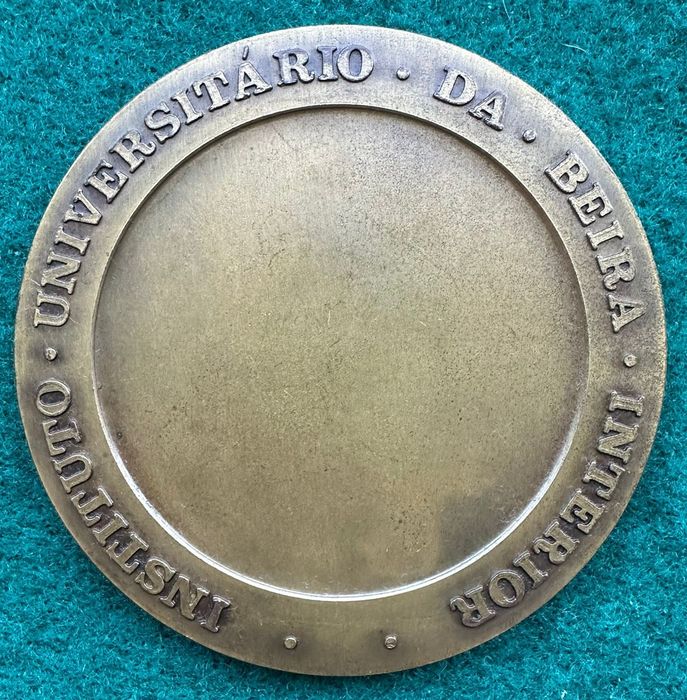 INSTITUTO · UNIVERSITÁRIO · DA · BEIRA · INTERIOR · ·